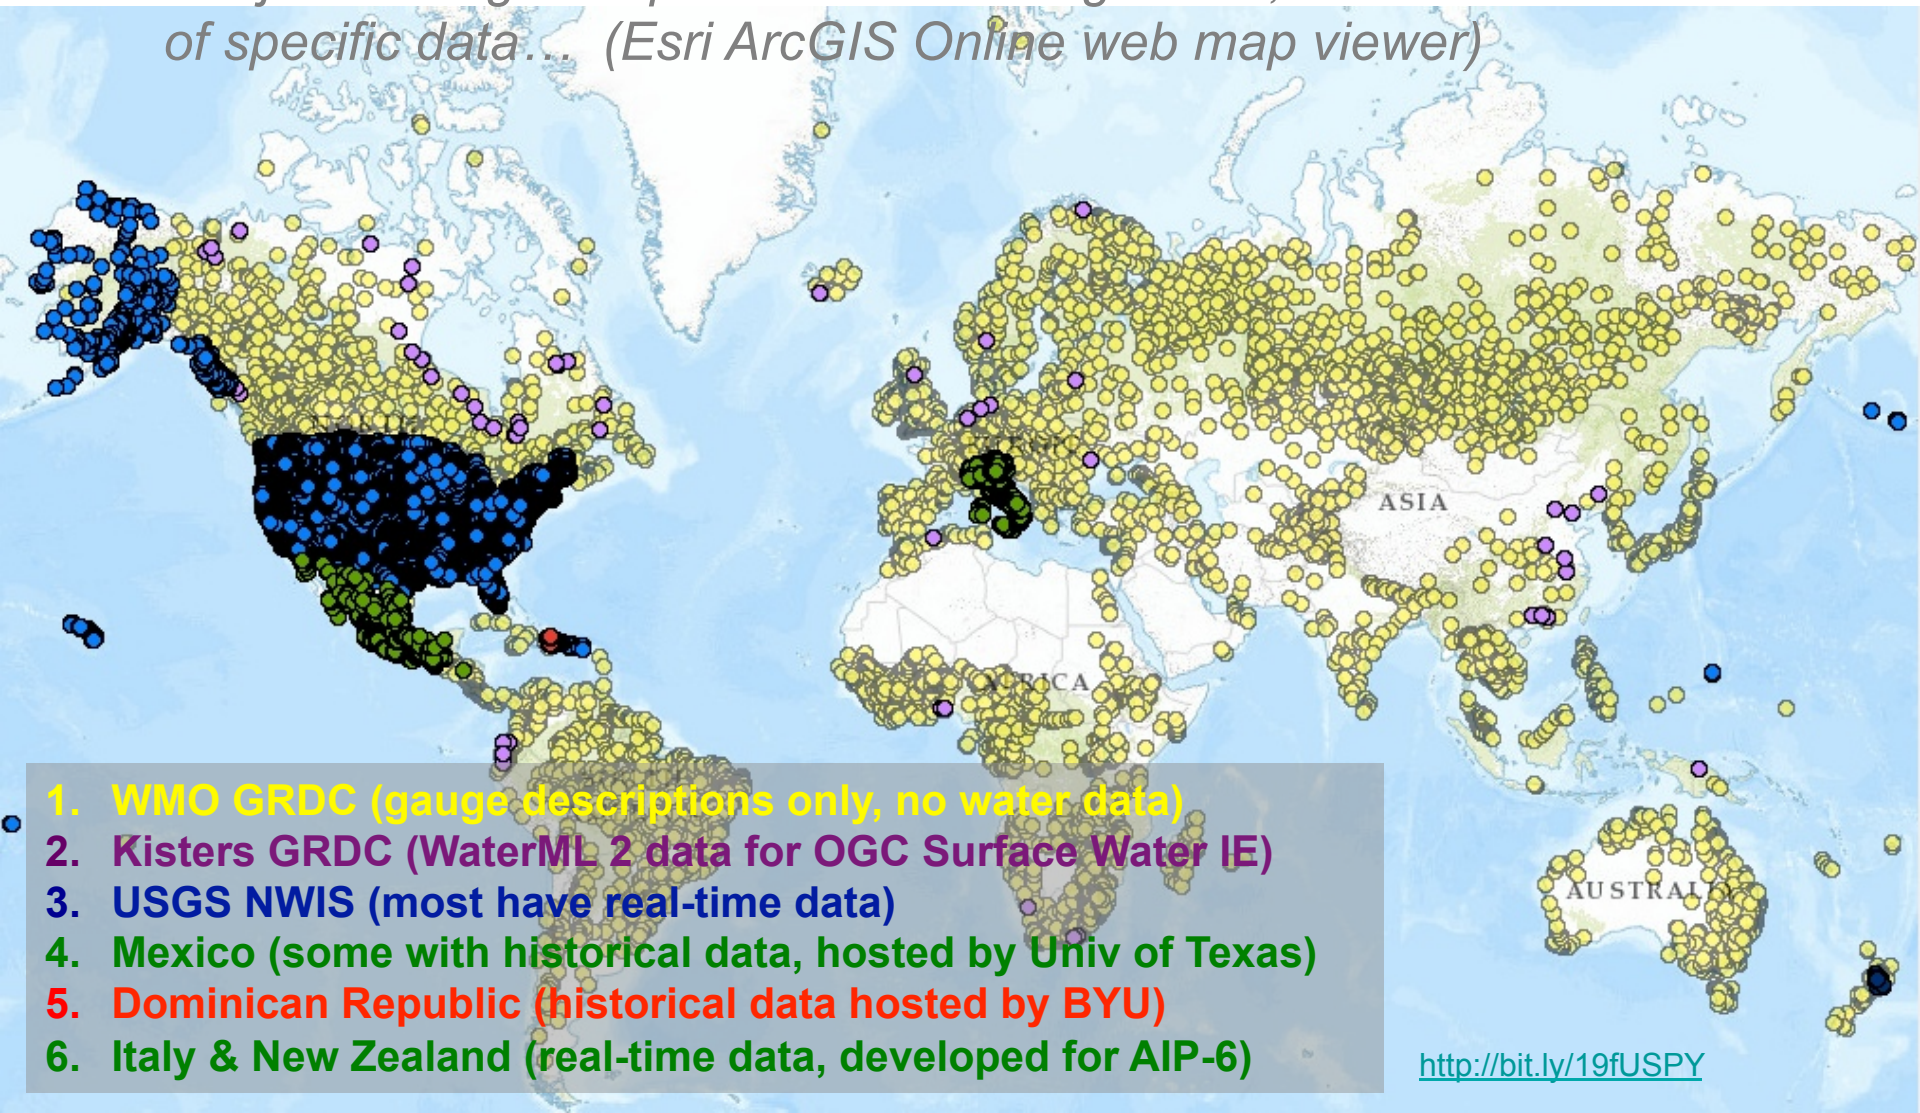 of specific data… (Esri ArcGIS Online web map viewer)
ASIA
AFRICA
1. WMO GRDC (gauge descriptions only, no water data)
2. Kisters GRDC (WaterML 2 data for OGC Surface Water IE)
3. USGS NWIS (most have real-time data)
AUSTRALIA
4. Mexico (some with historical data, hosted by Univ of Texas)
5. Dominican Republic (historical data hosted by BYU)
6. Italy & New Zealand (real-time data, developed for AIP-6)
http://bit.ly/19fUSPY